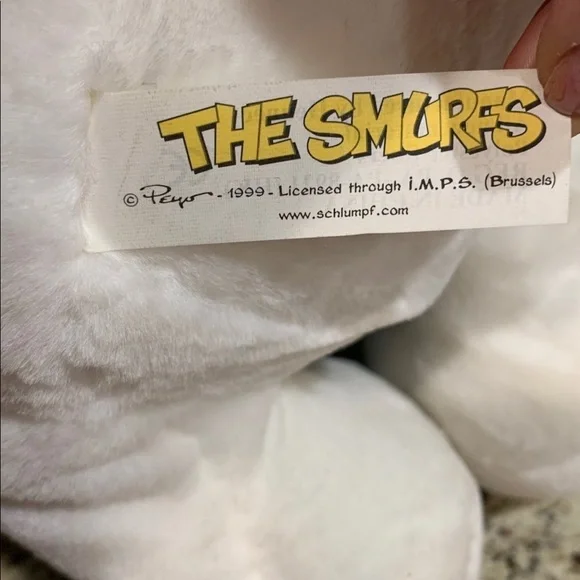 THE SMURFS
© Peyo - 1999 - Licensed through I.M.P.S. (Brussels)
www.schlumpf.com